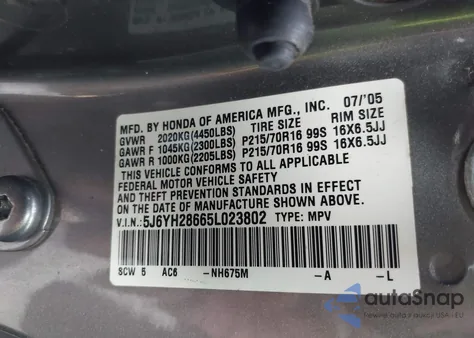 MFD. BY HONDA OF AMERICA MFG., INC. 07/'05
GVWR 2020KG(4450LBS) TIRE SIZE RIM SIZE
GAWR F 1045KG(2300LBS) P215/70R16 99S 16X6.5JJ
GAWR R 1000KG(2205LBS) P215/70R16 99S 16X6.5JJ
THIS VEHICLE CONFORMS TO ALL APPLICABLE
FEDERAL MOTOR VEHICLE SAFETY
AND THEFT PREVENTION STANDARDS IN EFFECT
ON THE DATE OF MANUFACTURE SHOWN ABOVE.
V.I.N.: 5J6YH28665L023802 TYPE: MPV
SCW 5 AC6 -NH675M -A -L
autoSnap